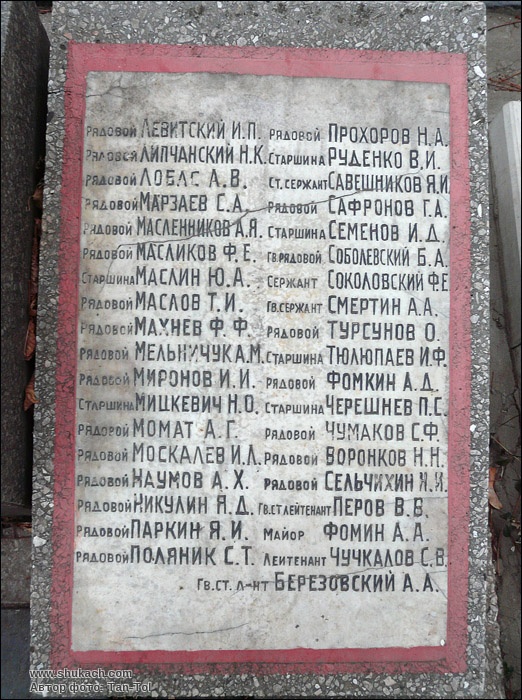 рядовой Левитский И.П. рядовой Прохоров Н.А.
рядовой Липчанский Н.К. старшина Руденко В.И.
рядовой Лобас А.В. ст.сержант Савешников Я.И.
рядовой Марзаев С.А. рядовой Сафронов Г.А.
рядовой Масленников А.Я. старшина Семенов И.Д.
рядовой Масликов Ф.Е. гв.рядовой Соболевский Б.А.
старшина Маслин Ю.А. сержант Соколовский Ф.Е.
рядовой Маслов Т.И. гв.сержант Смертин А.А.
рядовой Махнев Ф.Ф. рядовой Турсунов О.
рядовой Мельничук А.М. старшина Тюлюпаев И.Ф.
рядовой Миронов И.И. рядовой Фомкин А.Д.
старшина Мицкевич Н.О. старшина Черешнев П.С.
рядовой Момат А.Г. рядовой Чумаков С.Ф.
рядовой Москалев И.Л. рядовой Воронков Н.Н.
рядовой Наумов А.Х. рядовой Сельчихин И.И.
рядовой Никулин Я.Д. гв.ст.лейтенант Перов В.В.
рядовой Паркин Я.И. майор Фомин А.А.
рядовой Поляник С.Т. лейтенант Чучкалов С.В.
гв.ст.л-нт Березовский А.А.
www.shukach.com
Автор фото: Tan-Tol